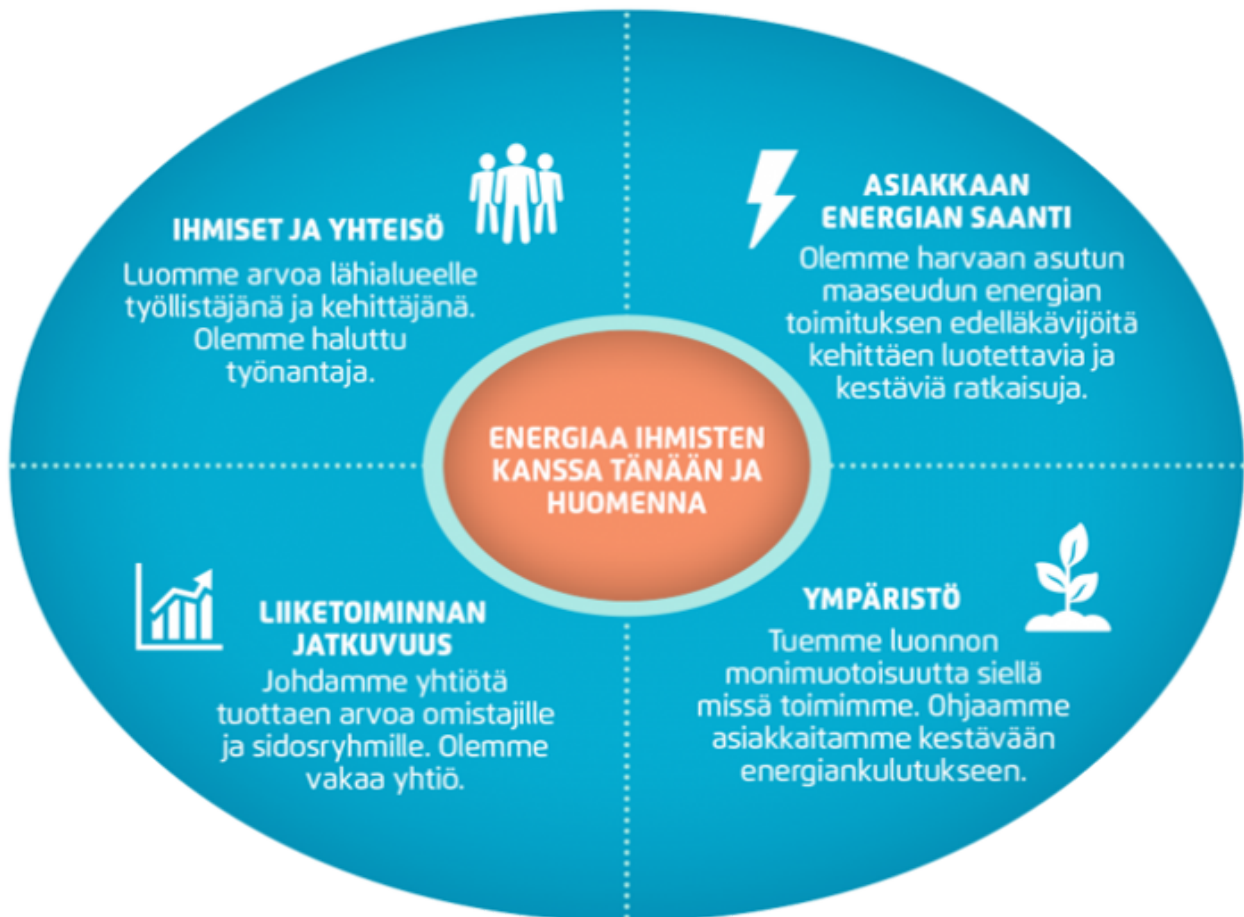 IHMISET JA YHTEISÖ
Luomme arvoa lähialueelle
työllistäjänä ja kehittäjänä.
Olemme haluttu
työnantaja.
ASIAKKAAN
ENERGIAN SAANTI
Olemme harvaan asutun
maaseudun energian
toimituksen edelläkävijöitä
kehittäen luotettavia ja
kestäviä ratkaisuja.
ENERGIAA IHMISTEN
KANSSA TÄNÄÄN JA
HUOMENNA
LIIKETOIMINNAN
JATKUVUUS
Johdamme yhtiötä
tuottaen arvoa omistajille
ja sidosryhmille. Olemme
vakaa yhtiö.
YMPÄRISTÖ
Tuemme luonnon
monimuotoisuutta siellä
missä toimimme. Ohjaamme
asiakkaitamme kestävään
energiankulutukseen.